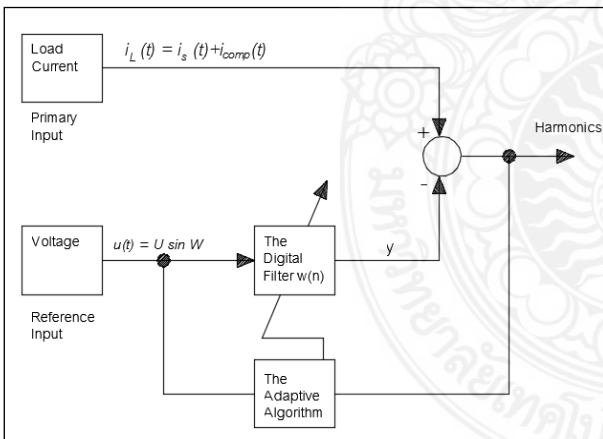 Load
Current
i_L (t) = i_s (t)+i_comp(t)
Primary
Input
+
-
Harmonics
Voltage
u(t) = U sin W
Reference
Input
The
Digital
Filter w(n)
y
The
Adaptive
Algorithm